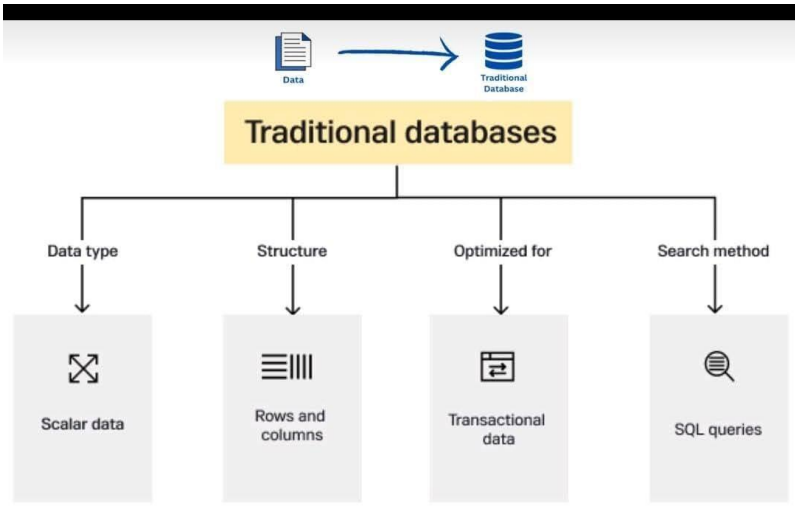 Data
Traditional
Database
Traditional databases
Data type
Structure
Optimized for
Search method
Scalar data
Rows and
columns
Transactional
data
SQL queries